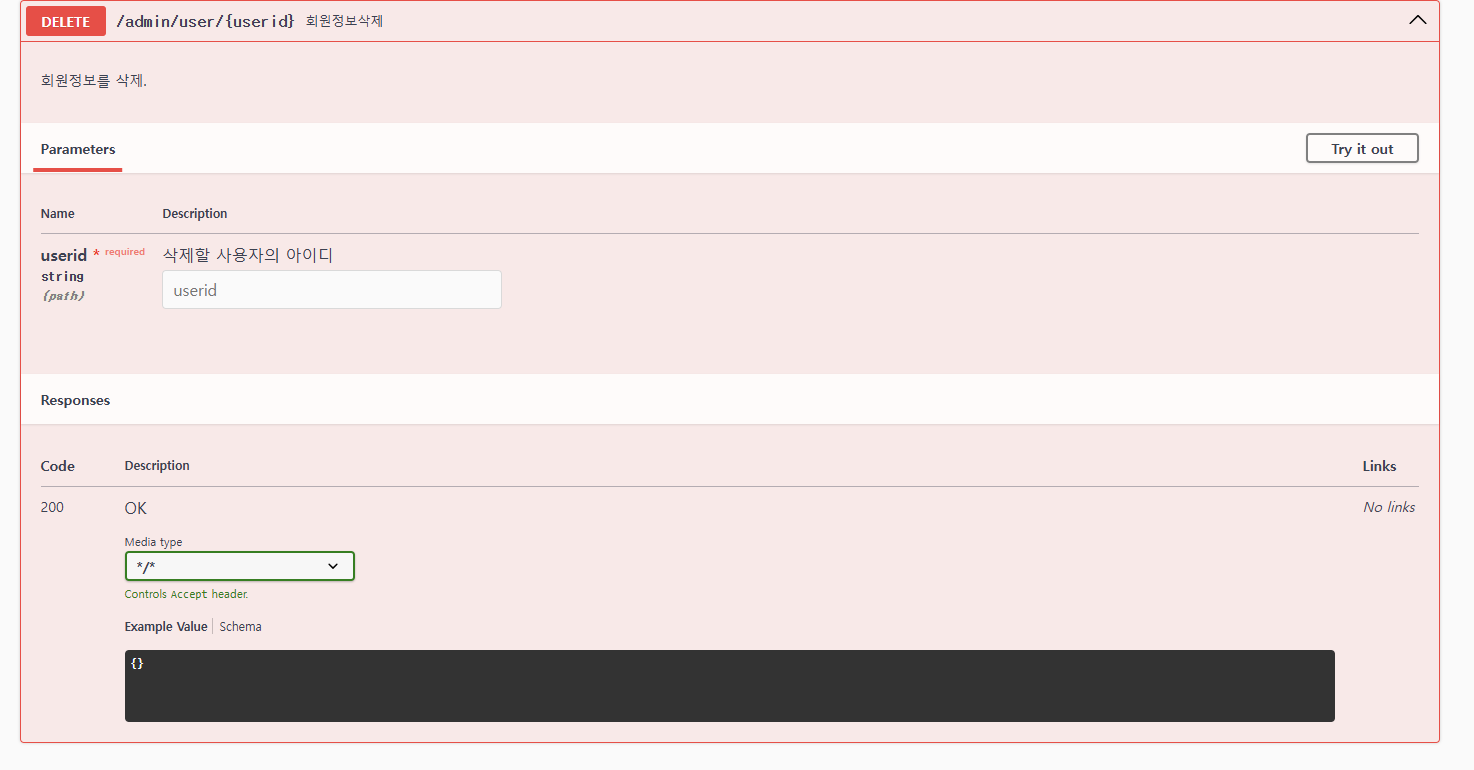 DELETE /admin/user/{userid} 회원정보삭제
회원정보를 삭제.
Parameters Try it out
Name Description
userid * required 삭제할 사용자의 아이디
string
(path) userid
Responses
Code Description Links
200 OK No links
Media type
*/*
Controls Accept header.
Example Value Schema
{}